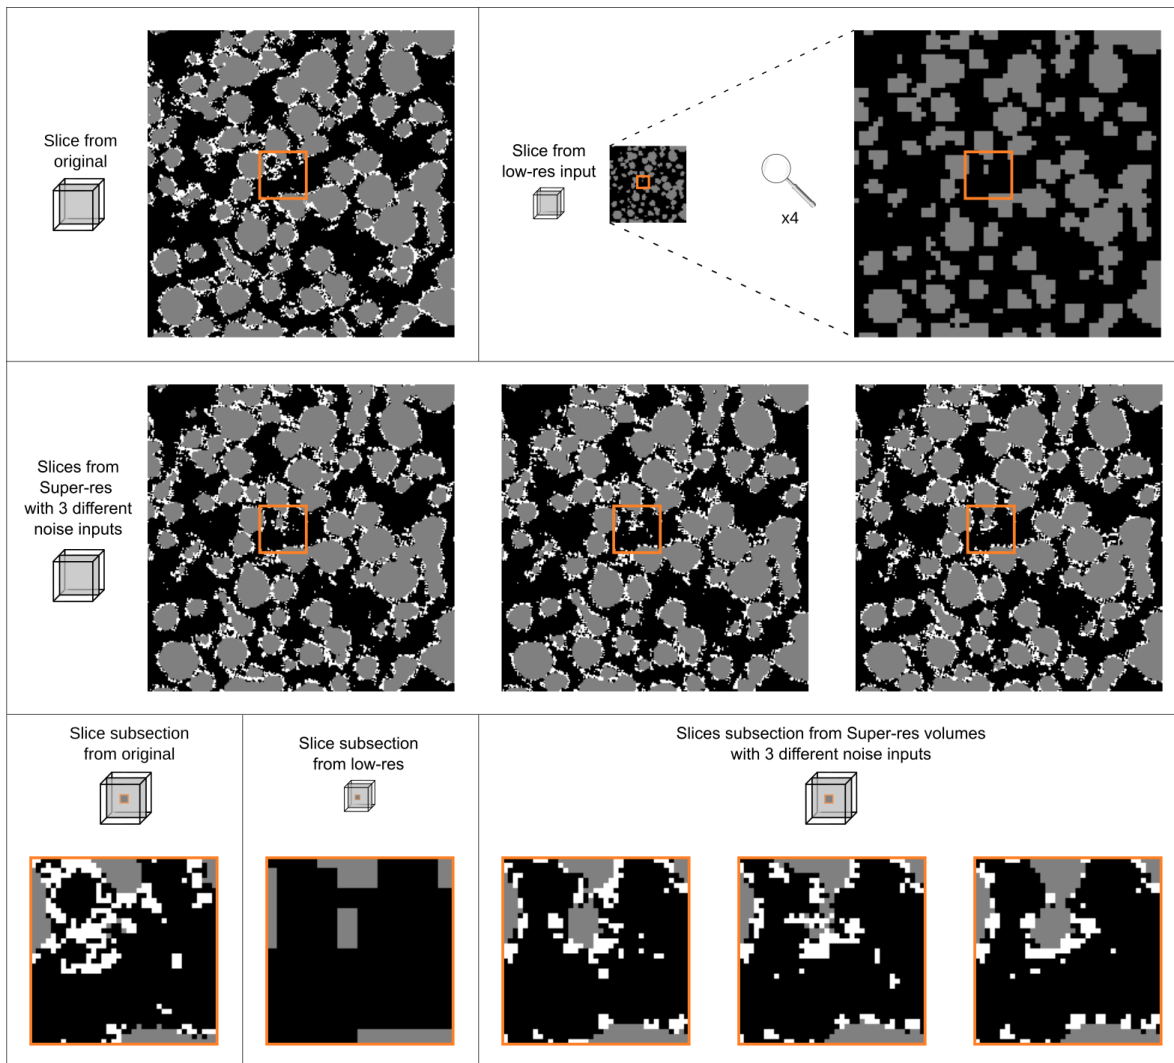 Slice from
original
Slice from
low-res input
x4
Slices from
Super-res
with 3 different
noise inputs
Slice subsection
from original
Slice subsection
from low-res
Slices subsection from Super-res volumes
with 3 different noise inputs